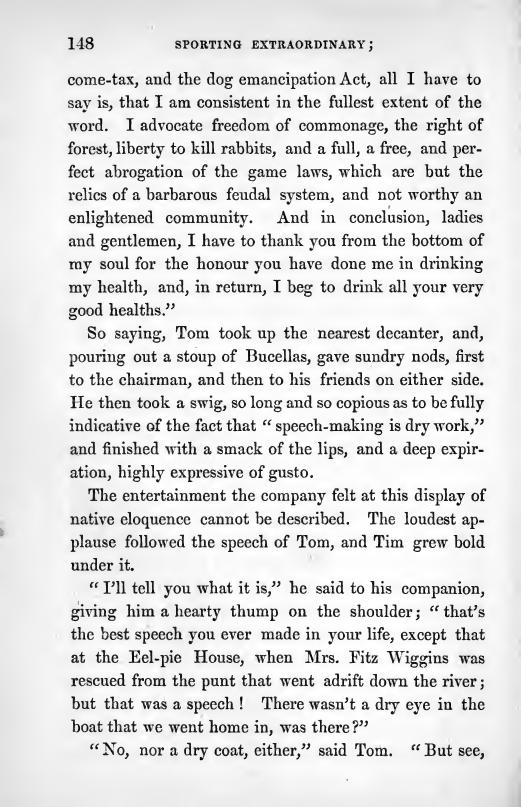 148 SPORTING EXTRAORDINARY;
come-tax, and the dog emancipation Act, all I have to
say is, that I am consistent in the fullest extent of the
word. I advocate freedom of commonage, the right of
forest, liberty to kill rabbits, and a full, a free, and per-
fect abrogation of the game laws, which are but the
relics of a barbarous feudal system, and not worthy an
enlightened community. And in conclusion, ladies
and gentlemen, I have to thank you from the bottom of
my soul for the honour you have done me in drinking
my health, and, in return, I beg to drink all your very
good healths.”
So saying, Tom took up the nearest decanter, and,
pouring out a stoup of Bucellas, gave sundry nods, first
to the chairman, and then to his friends on either side.
He then took a swig, so long and so copious as to be fully
indicative of the fact that “speech-making is dry work,”
and finished with a smack of the lips, and a deep expir-
ation, highly expressive of gusto.
The entertainment the company felt at this display of
native eloquence cannot be described. The loudest ap-
plause followed the speech of Tom, and Tim grew bold
under it.
“I’ll tell you what it is,” he said to his companion,
giving him a hearty thump on the shoulder; “that’s
the best speech you ever made in your life, except that
at the Eel-pie House, when Mrs. Fitz Wiggins was
rescued from the punt that went adrift down the river;
but that was a speech! There wasn’t a dry eye in the
boat that we went home in, was there?”
“No, nor a dry coat, either,” said Tom. “But see,